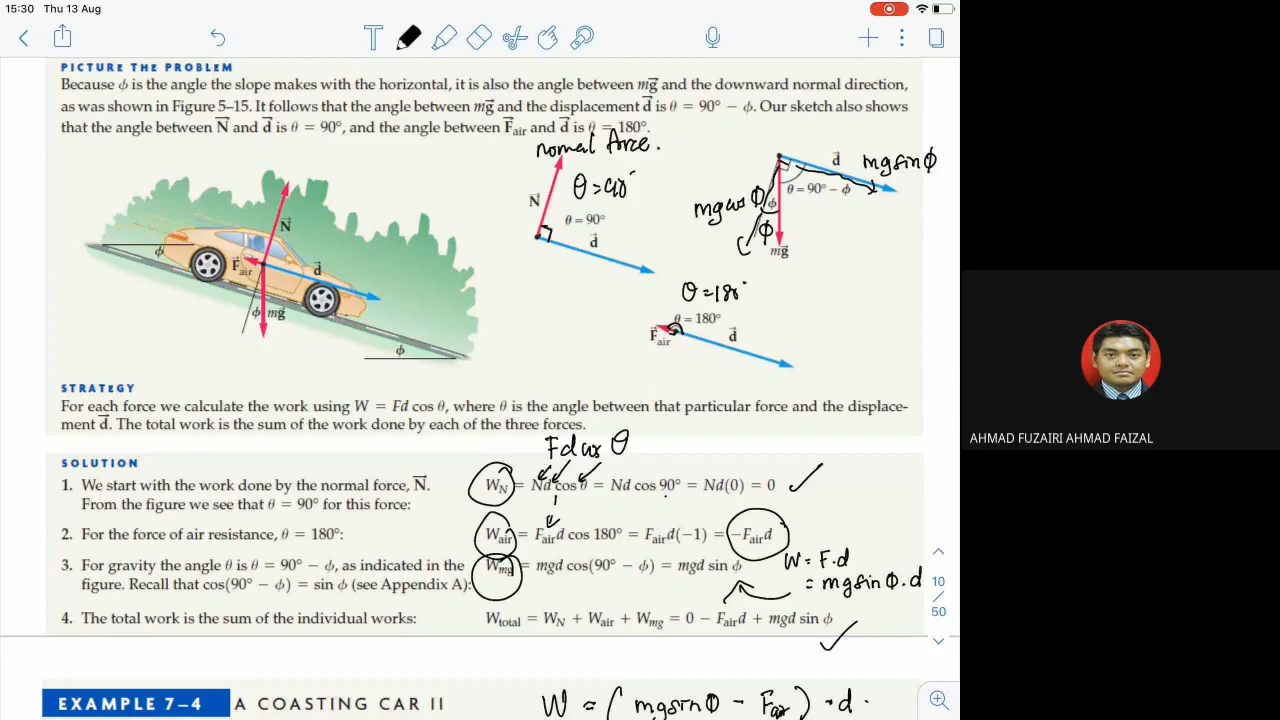 15:30 Thu 13 Aug
PICTURE THE PROBLEM
Because ϕ is the angle the slope makes with the horizontal, it is also the angle between mg⃗ and the downward normal direction,
as was shown in Figure 5–15. It follows that the angle between mg⃗ and the displacement d⃗ is θ = 90° − ϕ. Our sketch also shows
that the angle between N⃗ and d⃗ is θ = 90°, and the angle between F⃗air and d⃗ is θ = 180°.
nomal force.
θ = 90°
N⃗
θ = 90°
d⃗
d⃗
mg sin ϕ
θ = 90° − ϕ
mg cos ϕ
ϕ
ϕ
mg⃗
N⃗
ϕ
F⃗air
d⃗
ϕ
mg⃗
ϕ
θ = 180°
θ = 180°
F⃗air
d⃗
STRATEGY
For each force we calculate the work using W = Fd cos θ, where θ is the angle between that particular force and the displace-
ment d⃗. The total work is the sum of the work done by each of the three forces.
Fd cos θ
SOLUTION
1. We start with the work done by the normal force, N⃗.
From the figure we see that θ = 90° for this force:
WN = Nd cos θ = Nd cos 90° = Nd(0) = 0
2. For the force of air resistance, θ = 180°:
Wair = Faird cos 180° = Faird(−1) = −Faird
3. For gravity the angle θ is θ = 90° − ϕ, as indicated in the
figure. Recall that cos(90° − ϕ) = sin ϕ (see Appendix A):
Wmg = mgd cos(90° − ϕ) = mgd sin ϕ
W = F.d
= mg sin ϕ . d
4. The total work is the sum of the individual works:
Wtotal = WN + Wair + Wmg = 0 − Faird + mgd sin ϕ
EXAMPLE 7–4 A COASTING CAR II
W = (mg sin ϕ − Fair) · d .
10
/
50
AHMAD FUZAIRI AHMAD FAIZAL